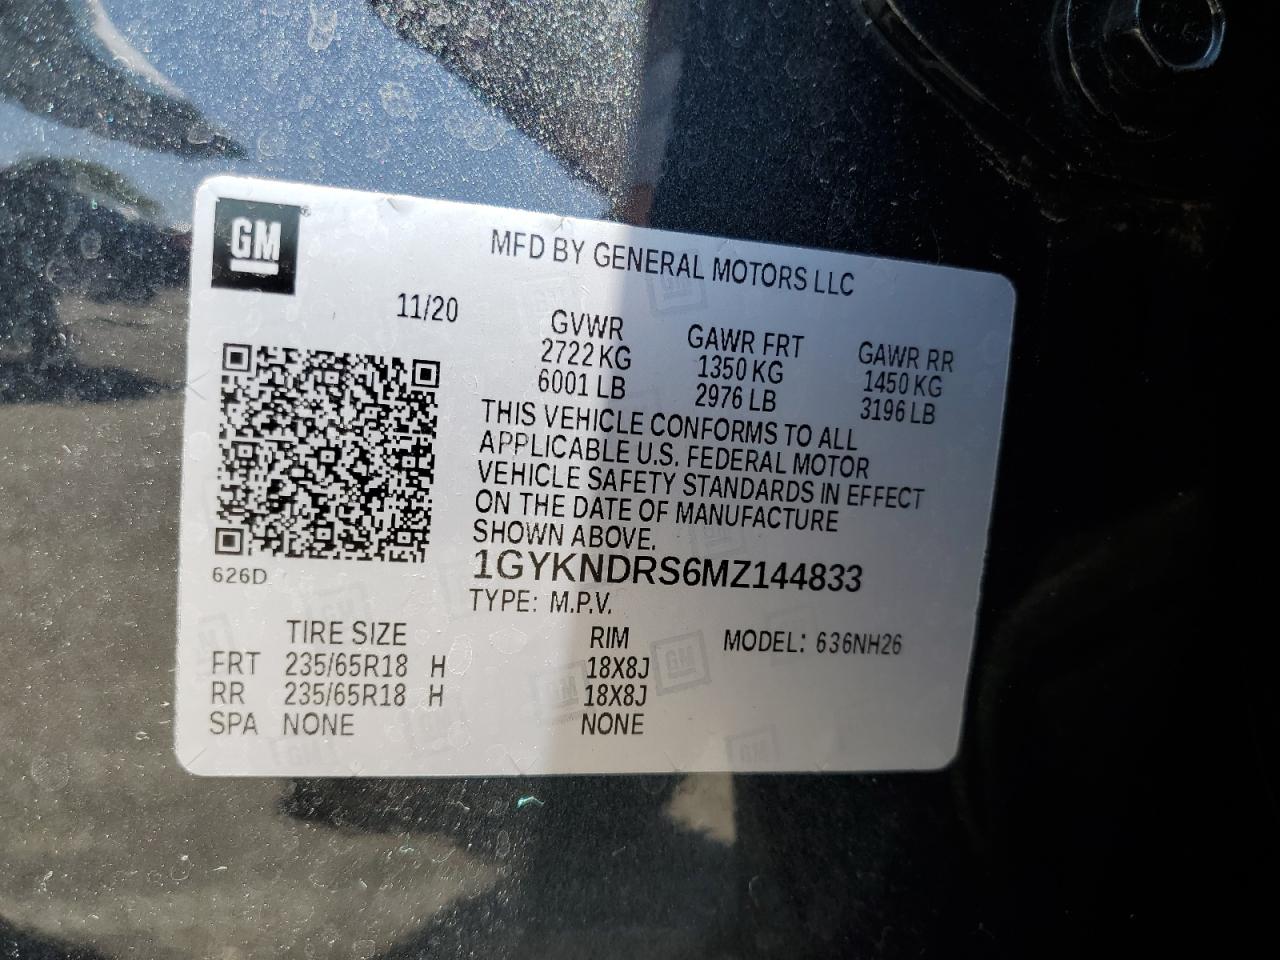 GM
MFD BY GENERAL MOTORS LLC
11/20
GVWR GAWR FRT GAWR RR
2722 KG 1350 KG 1450 KG
6001 LB 2976 LB 3196 LB
THIS VEHICLE CONFORMS TO ALL
APPLICABLE U.S. FEDERAL MOTOR
VEHICLE SAFETY STANDARDS IN EFFECT
ON THE DATE OF MANUFACTURE
SHOWN ABOVE.
626D
1GYKNDRS6MZ144833
TYPE: M.P.V.
TIRE SIZE RIM MODEL: 636NH26
FRT 235/65R18 H 18X8J
RR 235/65R18 H 18X8J
SPA NONE NONE